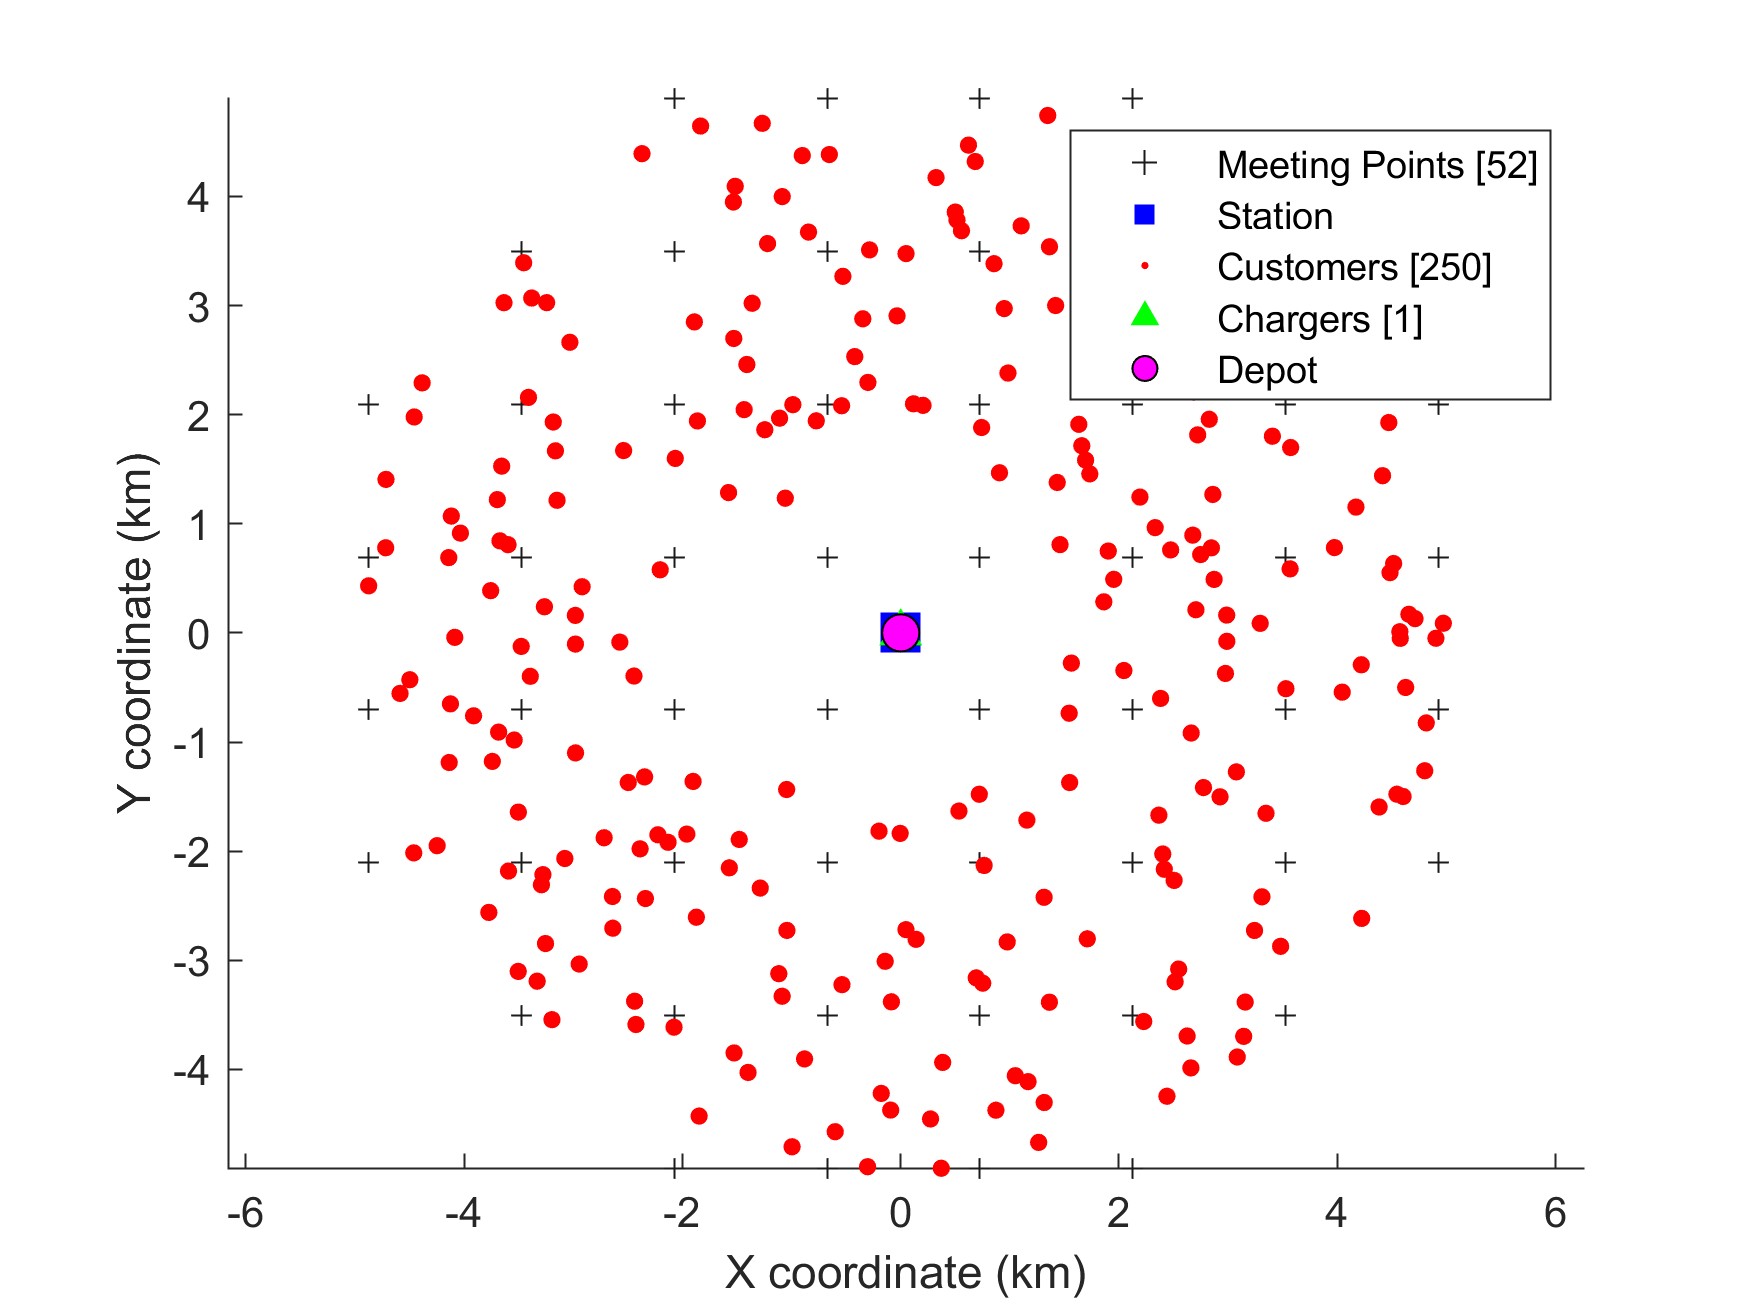 Meeting Points [52]
Station
Customers [250]
Chargers [1]
Depot
4
3
2
1
0
-1
-2
-3
-4
Y coordinate (km)
-6
-4
-2
0
2
4
6
X coordinate (km)